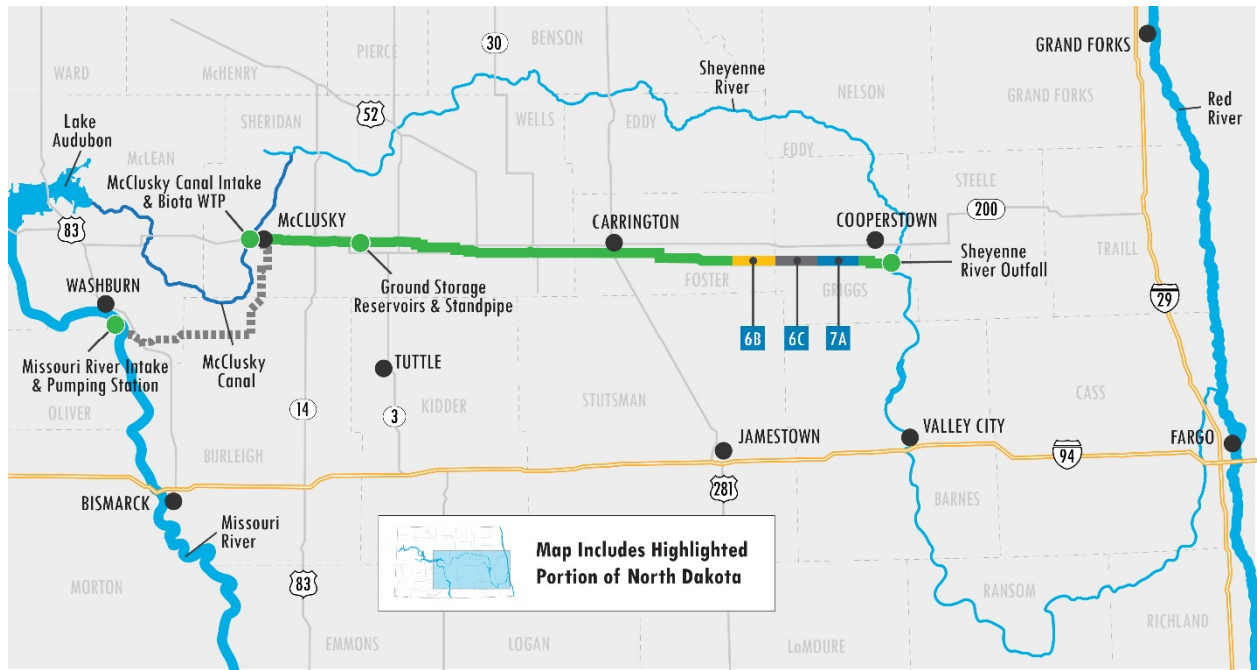 BENSON
30
PIERCE
GRAND FORKS
WARD
McHENRY
Sheyenne
River
NELSON
GRAND FORKS
52
WELLS
EDDY
Red
River
Lake
Audubon
SHERIDAN
McLEAN
EDDY
McClusky Canal Intake
& Biota WTP
STEELE
83
McCLUSKY
CARRINGTON
COOPERSTOWN
200
TRAILL
Sheyenne
River Outfall
WASHBURN
Ground Storage
Reservoirs & Standpipe
FOSTER
GRIGGS
29
6B
6C
7A
Missouri River Intake
& Pumping Station
McClusky
Canal
TUTTLE
OLIVER
KIDDER
STUTSMAN
CASS
14
3
BURLEIGH
JAMESTOWN
VALLEY CITY
FARGO
94
BISMARCK
281
BARNES
Missouri
River
Map Includes Highlighted
Portion of North Dakota
MORTON
83
RANSOM
EMMONS
LOGAN
LaMOURE
RICHLAND